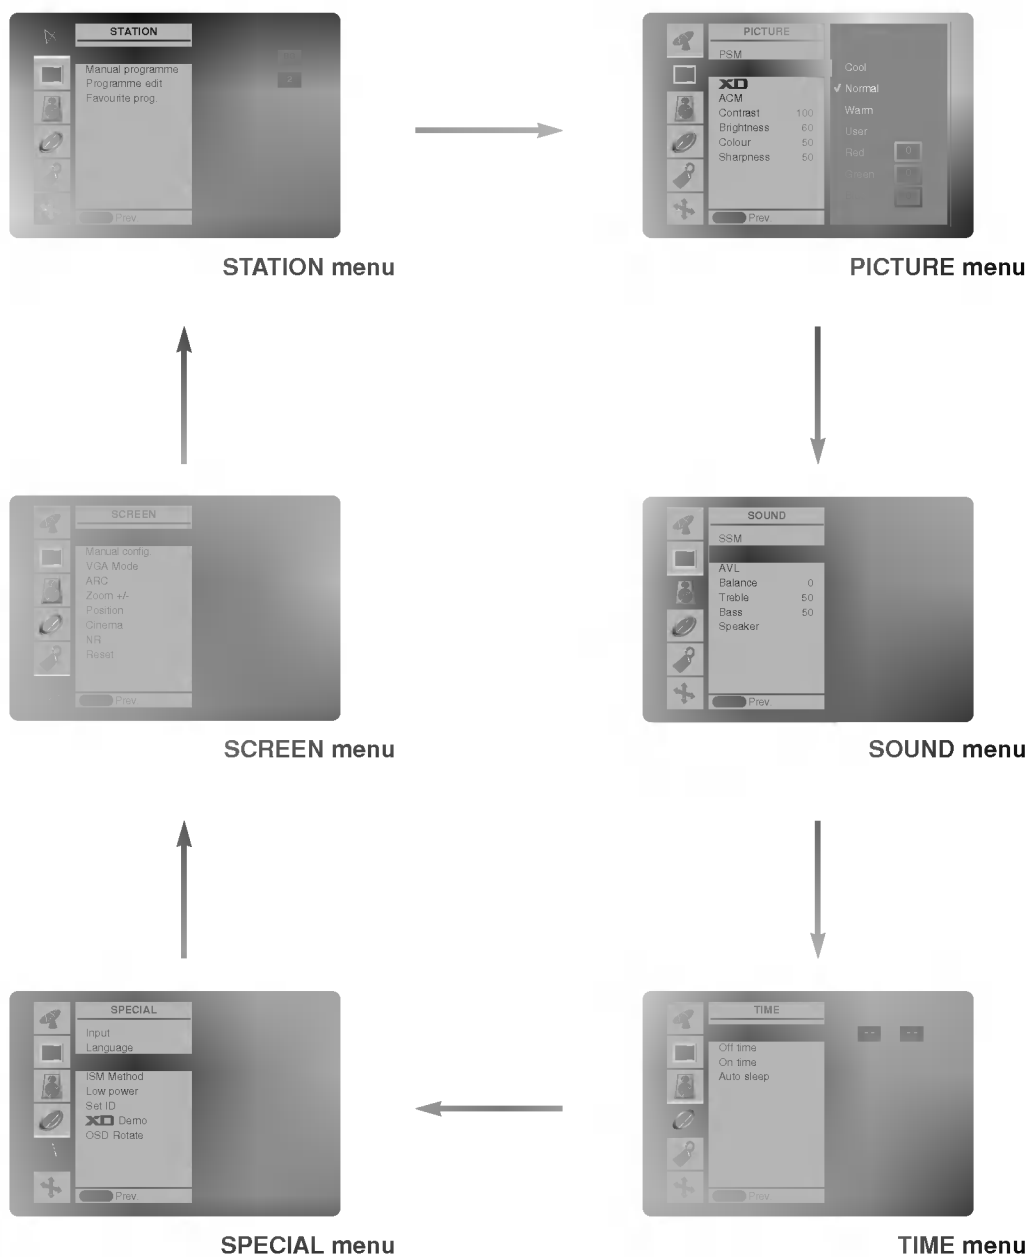 STATION
Manual programme
Programme edit
Favourite prog.
Prev.
STATION menu
PICTURE
PSM
XD
ACM
Contrast 100
Brightness 60
Colour 50
Sharpness 50
Prev.
Cool
✔ Normal
Warm
User
Red 0
Green 0
PICTURE menu
SCREEN
Manual config.
VGA Mode
ARC
Zoom +/-
Position
Cinema
NR
Reset
Prev.
SCREEN menu
SOUND
SSM
AVL
Balance 0
Treble 50
Bass 50
Speaker
Prev.
SOUND menu
SPECIAL
Input
Language
ISM Method
Low power
Set ID
XD Demo
OSD Rotate
Prev.
SPECIAL menu
TIME
-- --
Off time
On time
Auto sleep
Prev.
TIME menu